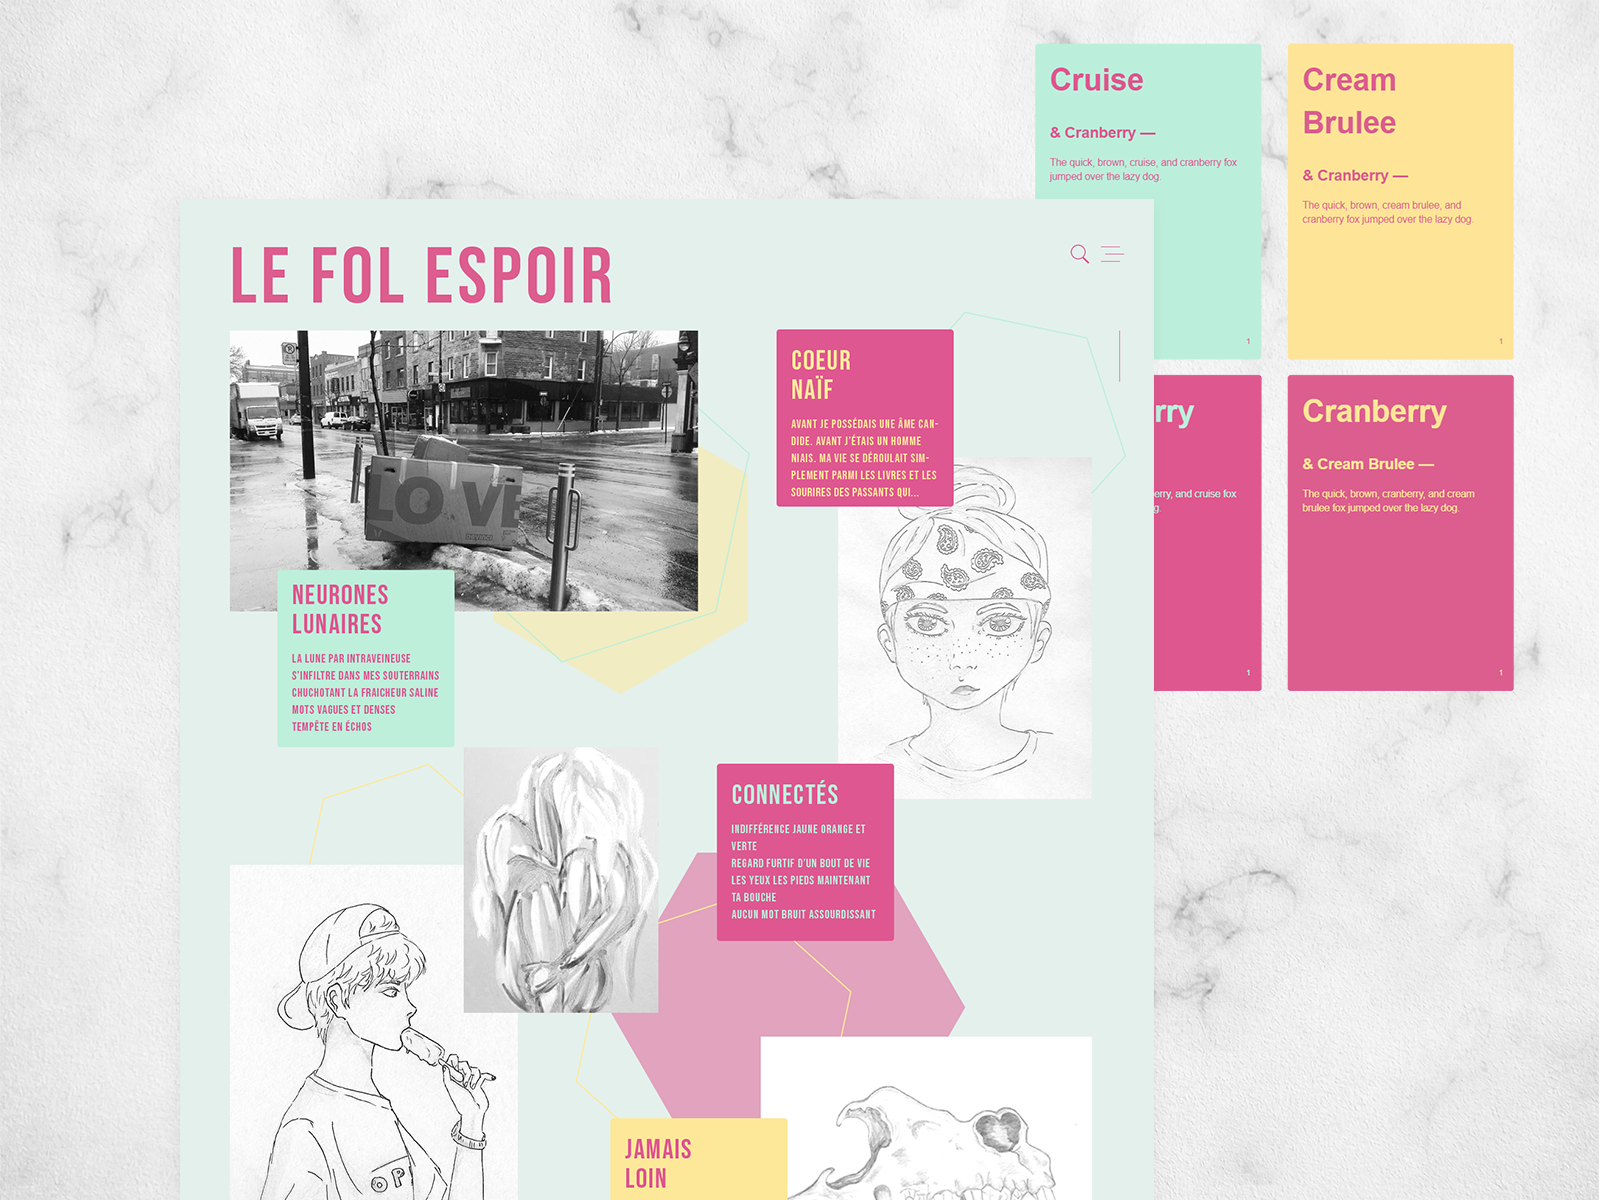 Cruise
& Cranberry —
The quick, brown, cruise, and cranberry fox
jumped over the lazy dog.
1
Cream
Brulee
& Cranberry —
The quick, brown, cream brulee, and
cranberry fox jumped over the lazy dog.
1
rry
erry, and cruise fox
g.
1
Cranberry
& Cream Brulee —
The quick, brown, cranberry, and cream
brulee fox jumped over the lazy dog.
1
LE FOL ESPOIR
LOVE
COEUR
NAÏF
AVANT JE POSSÉDAIS UNE ÂME CAN-
DIDE. AVANT J'ÉTAIS UN HOMME
NIAIS. MA VIE SE DÉROULAIT SIM-
PLEMENT PARMI LES LIVRES ET LES
SOURIRES DES PASSANTS QUI...
NEURONES
LUNAIRES
LA LUNE PAR INTRAVEINEUSE
S'INFILTRE DANS MES SOUTERRAINS
CHUCHOTANT LA FRAICHEUR SALINE
MOTS VAGUES ET DENSES
TEMPÊTE EN ÉCHOS
CONNECTÉS
INDIFFÉRENCE JAUNE ORANGE ET
VERTE
REGARD FURTIF D'UN BOUT DE VIE
LES YEUX LES PIEDS MAINTENANT
TA BOUCHE
AUCUN MOT BRUIT ASSOURDISSANT
OP
JAMAIS
LOIN